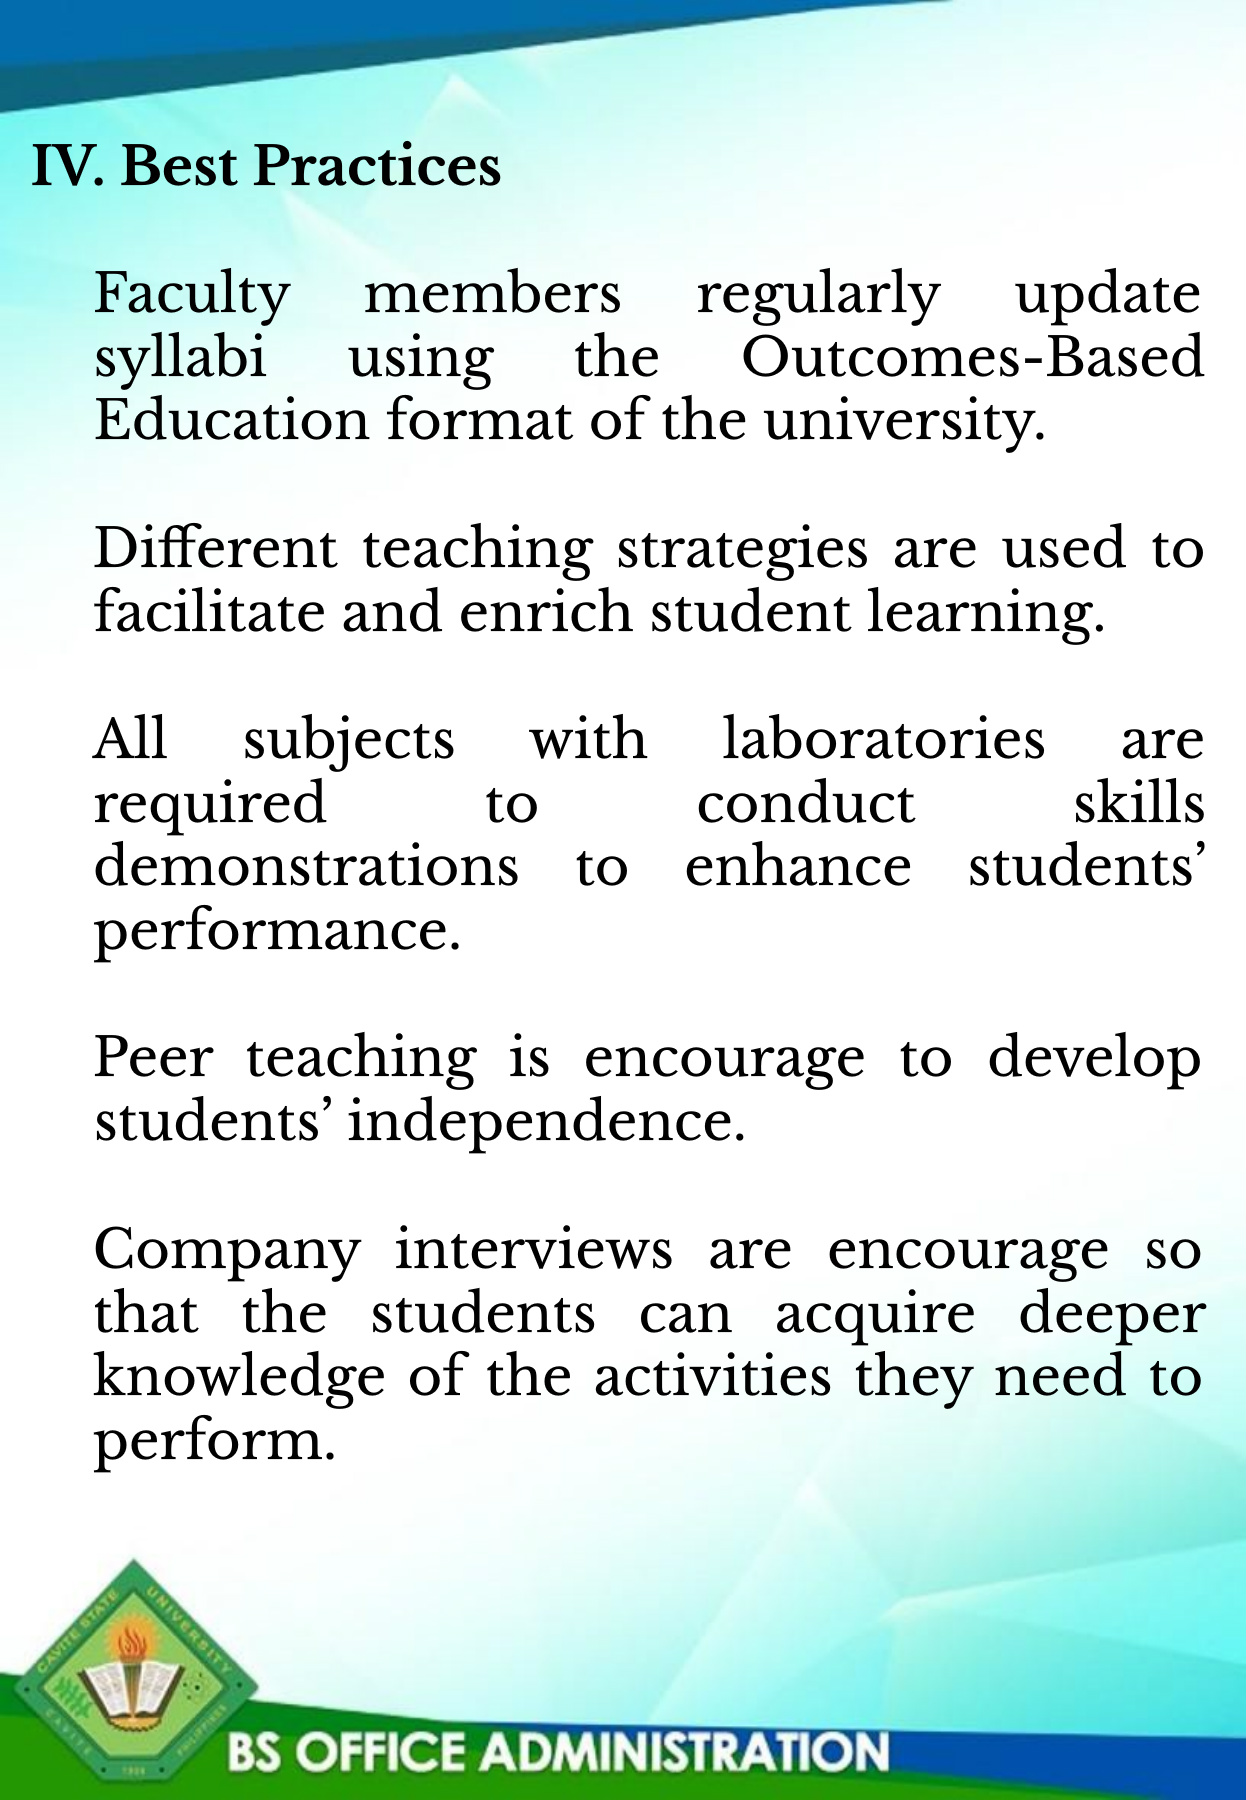 IV. Best Practices
Faculty members regularly update
syllabi using the Outcomes-Based
Education format of the university.
Different teaching strategies are used to
facilitate and enrich student learning.
All subjects with laboratories are
required to conduct skills
demonstrations to enhance students’
performance.
Peer teaching is encourage to develop
students’ independence.
Company interviews are encourage so
that the students can acquire deeper
knowledge of the activities they need to
perform.
CAVITE STATE UNIVERSITY
CAVITE PHILIPPINES
1906
BS OFFICE ADMINISTRATION